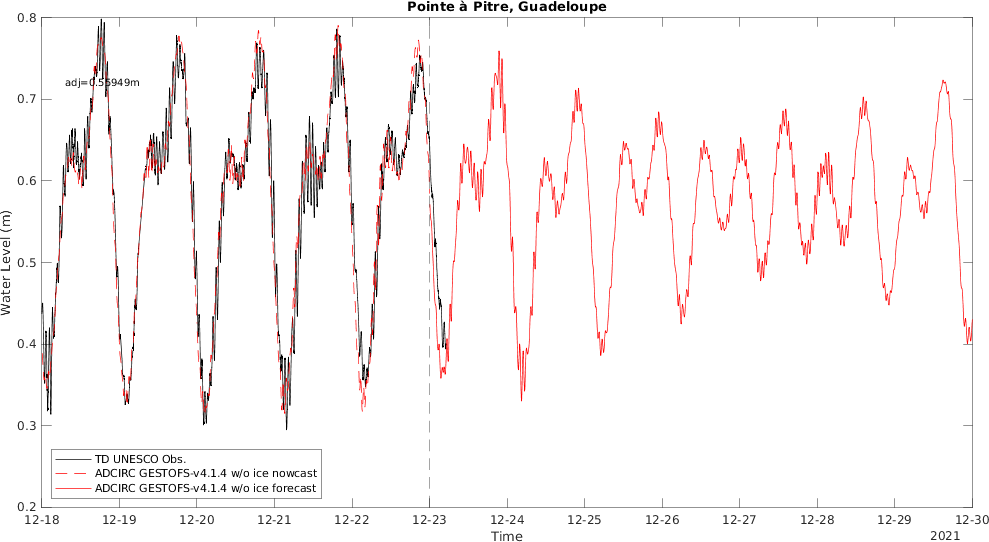 Pointe à Pitre, Guadeloupe
0.8
adj=0.55949m
0.7
0.6
0.5
0.4
0.3
0.2
Water Level (m)
TD UNESCO Obs.
ADCIRC GESTOFS-v4.1.4 w/o ice nowcast
ADCIRC GESTOFS-v4.1.4 w/o ice forecast
12-18 12-19 12-20 12-21 12-22 12-23 12-24 12-25 12-26 12-27 12-28 12-29 12-30
Time
2021